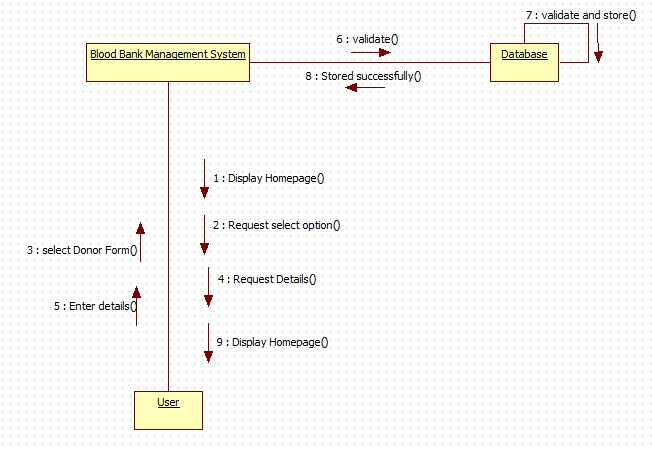 7 : validate and store()
6 : validate()
Blood Bank Management System
Database
8 : Stored successfully()
1 : Display Homepage()
2 : Request select option()
3 : select Donor Form()
4 : Request Details()
5 : Enter details()
9 : Display Homepage()
User